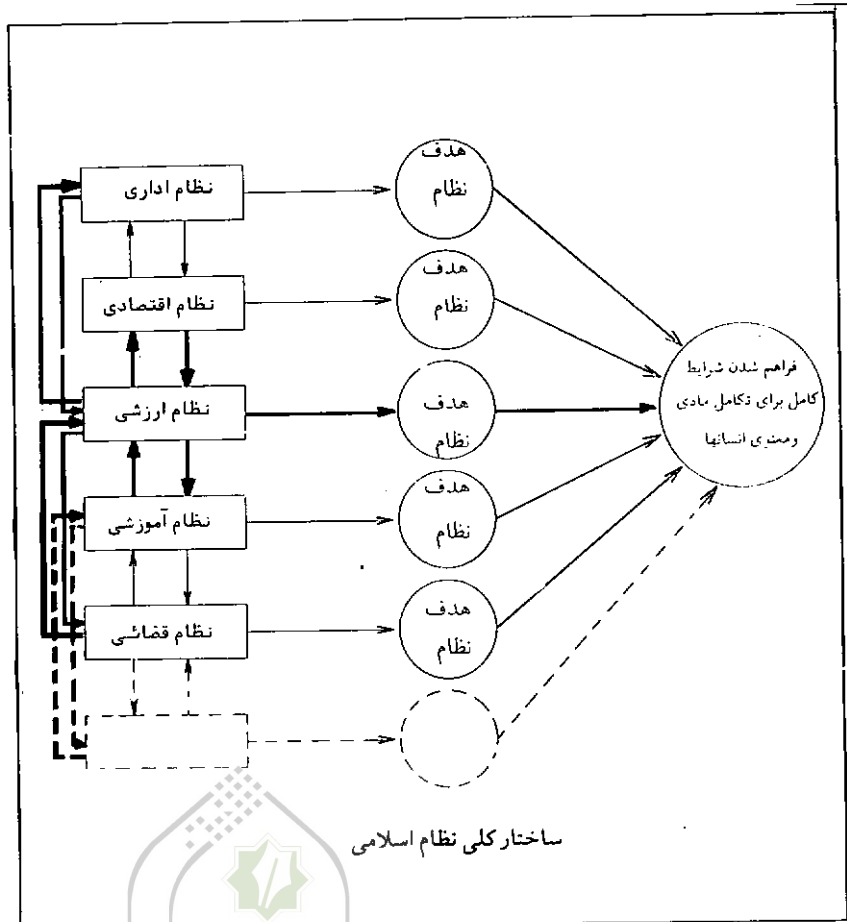 نظام اداری
هدف
نظام
نظام اقتصادی
هدف
نظام
نظام ارزشی
هدف
نظام
نظام آموزشی
هدف
نظام
نظام قضائی
هدف
نظام
فراهم شدن شرایط
کامل برای تکامل مادی
ومعنوی انسانها
ساختار کلی نظام اسلامی